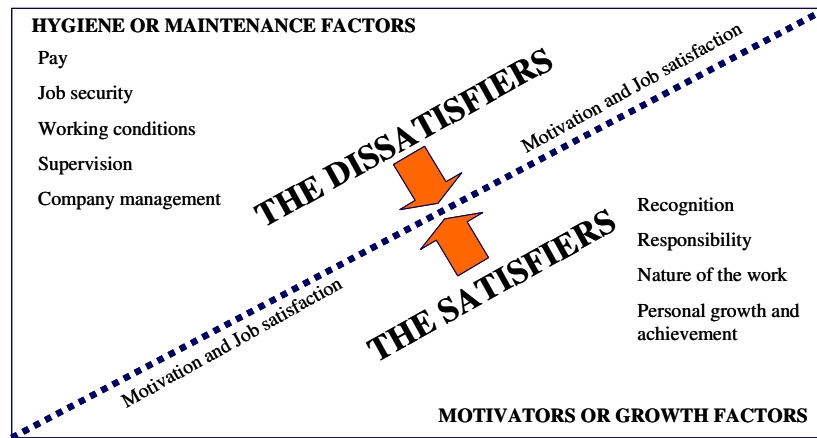 HYGIENE OR MAINTENANCE FACTORS
Pay
Job security
Working conditions
Supervision
Company management
THE DISSATISFIERS
Motivation and Job satisfaction
Motivation and Job satisfaction
THE SATISFIERS
Recognition
Responsibility
Nature of the work
Personal growth and
achievement
MOTIVATORS OR GROWTH FACTORS